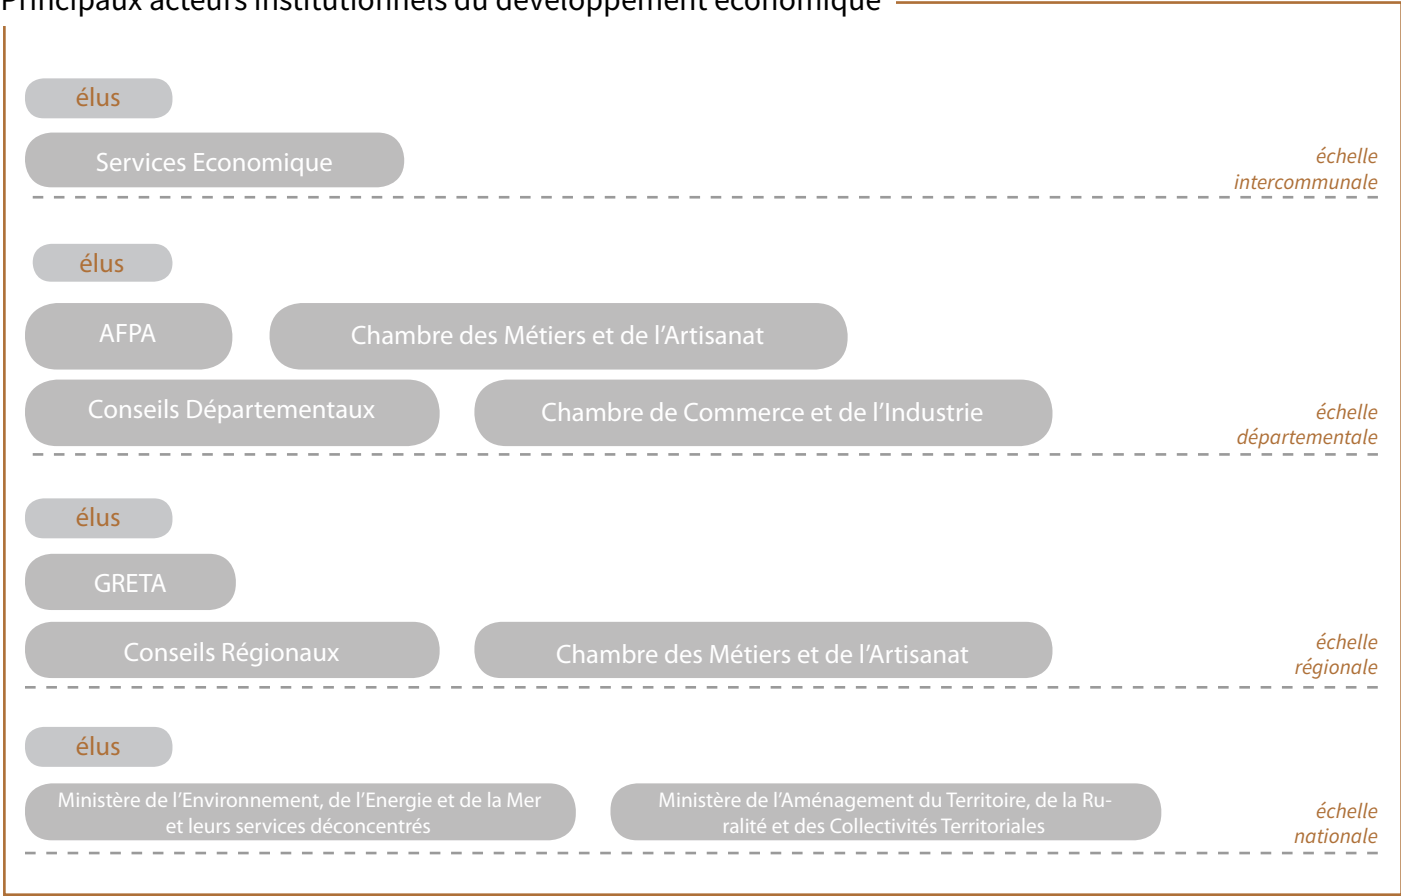 Principaux acteurs institutionnels du développement économique
élus
Services Economique
échelle
intercommunale
élus
AFPA
Chambre des Métiers et de l'Artisanat
Conseils Départementaux
Chambre de Commerce et de l'Industrie
échelle
départementale
élus
GRETA
Conseils Régionaux
Chambre des Métiers et de l'Artisanat
échelle
régionale
élus
Ministère de l'Environnement, de l'Energie et de la Mer
et leurs services déconcentrés
Ministère de l'Aménagement du Territoire, de la Ru-
ralité et des Collectivités Territoriales
échelle
nationale